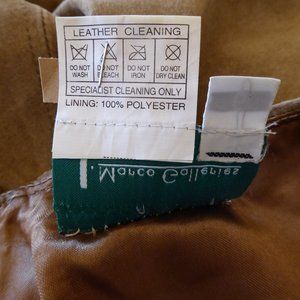 LEATHER CLEANING
DO NOT WASH
DO NOT BLEACH
DO NOT IRON
DO NOT DRY CLEAN
SPECIALIST CLEANING ONLY
LINING: 100% POLYESTER
J. Marco Galleries